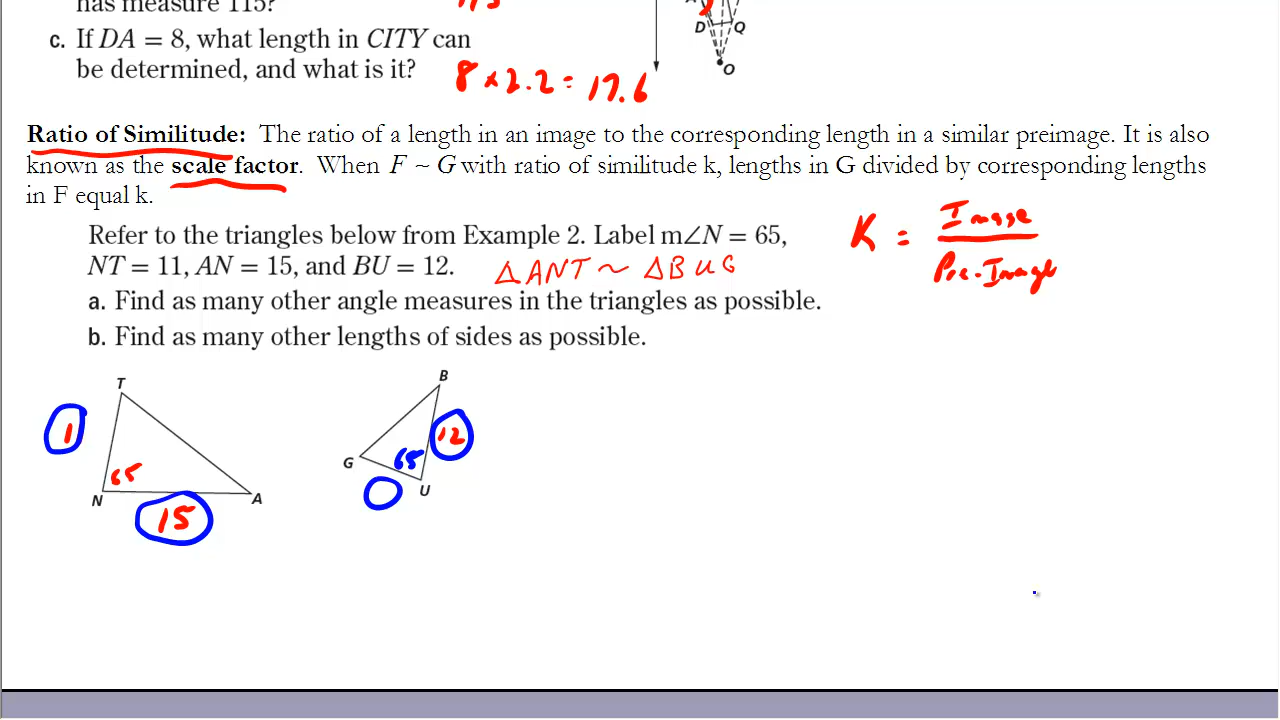 has measure 115?
c. If DA = 8, what length in CITY can
be determined, and what is it?
8 × 2.2 = 17.6
D
Q
O
Ratio of Similitude: The ratio of a length in an image to the corresponding length in a similar preimage. It is also
known as the scale factor. When F ~ G with ratio of similitude k, lengths in G divided by corresponding lengths
in F equal k.
Refer to the triangles below from Example 2. Label m∠N = 65,
NT = 11, AN = 15, and BU = 12.
△ANT ~ △BUG
K = Image / Pre-Image
a. Find as many other angle measures in the triangles as possible.
b. Find as many other lengths of sides as possible.
T
B
1
12
G
65
65
N
A
U
15